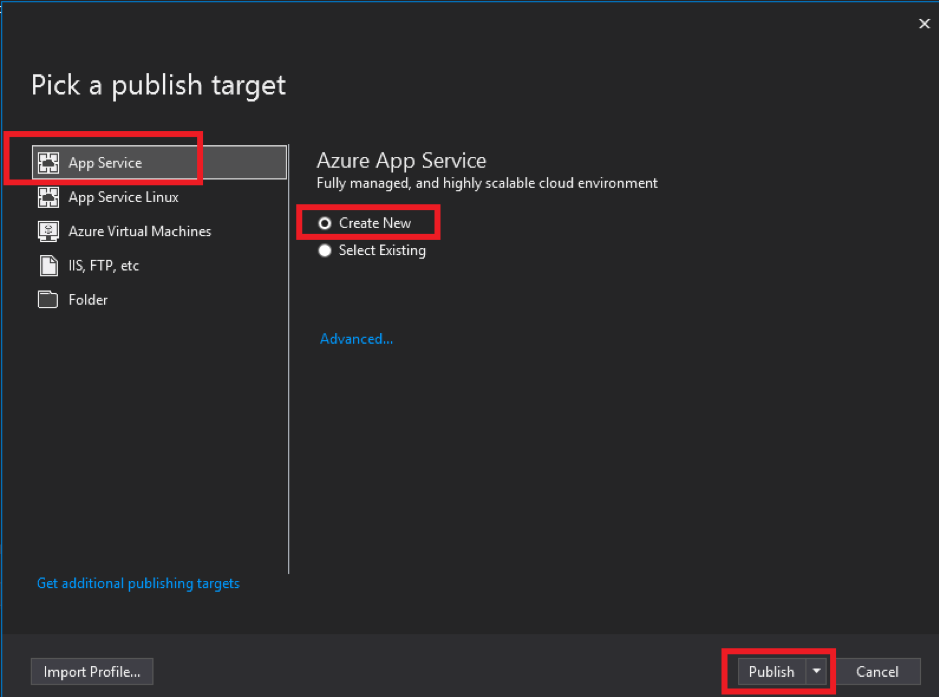 Pick a publish target
App Service
App Service Linux
Azure Virtual Machines
IIS, FTP, etc
Folder
Get additional publishing targets
Azure App Service
Fully managed, and highly scalable cloud environment
Create New
Select Existing
Advanced...
Import Profile...
Publish
Cancel